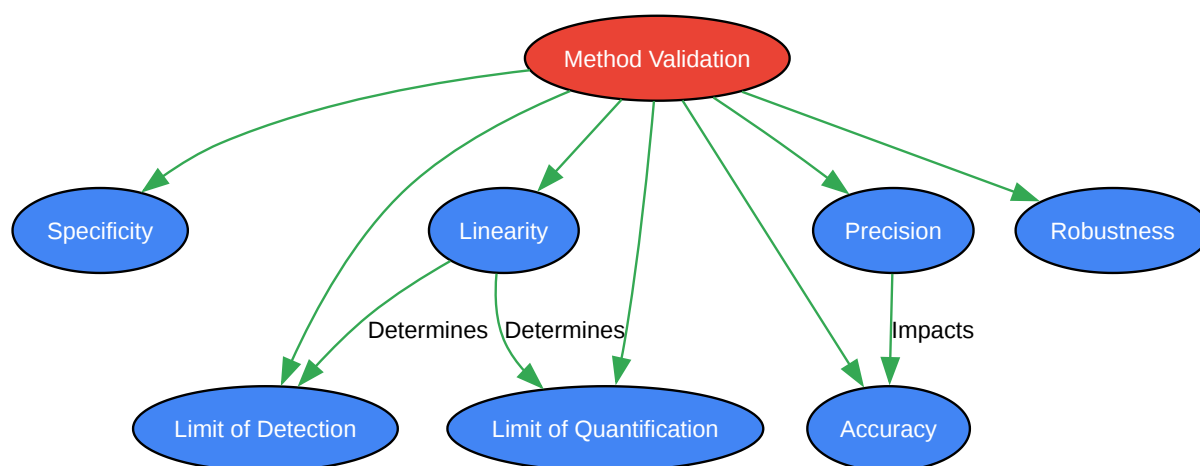 Method Validation
Specificity
Linearity
Precision
Robustness
Determines
Determines
Impacts
Limit of Detection
Limit of Quantification
Accuracy